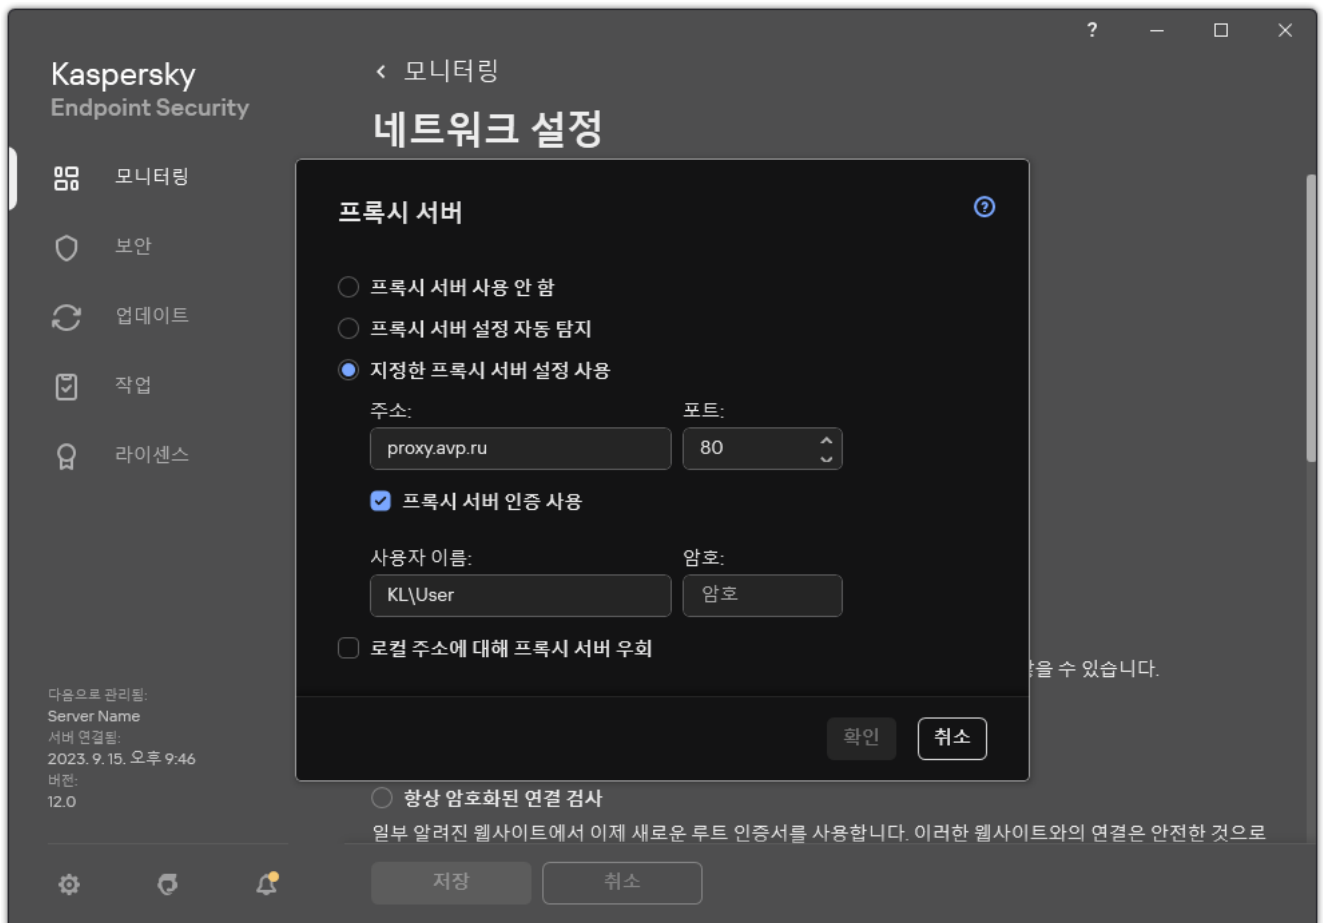 Kaspersky
Endpoint Security
모니터링
보안
업데이트
작업
라이센스
다음으로 관리됨:
Server Name
서버 연결됨:
2023. 9. 15. 오후 9:46
버전:
12.0
?
모니터링
네트워크 설정
프록시 서버
?
프록시 서버 사용 안 함
프록시 서버 설정 자동 탐지
지정한 프록시 서버 설정 사용
주소: 포트:
proxy.avp.ru 80
프록시 서버 인증 사용
사용자 이름: 암호:
KL\User 암호
로컬 주소에 대해 프록시 서버 우회
을 수 있습니다.
확인 취소
항상 암호화된 연결 검사
일부 알려진 웹사이트에서 이제 새로운 루트 인증서를 사용합니다. 이러한 웹사이트와의 연결은 안전한 것으로
저장 취소